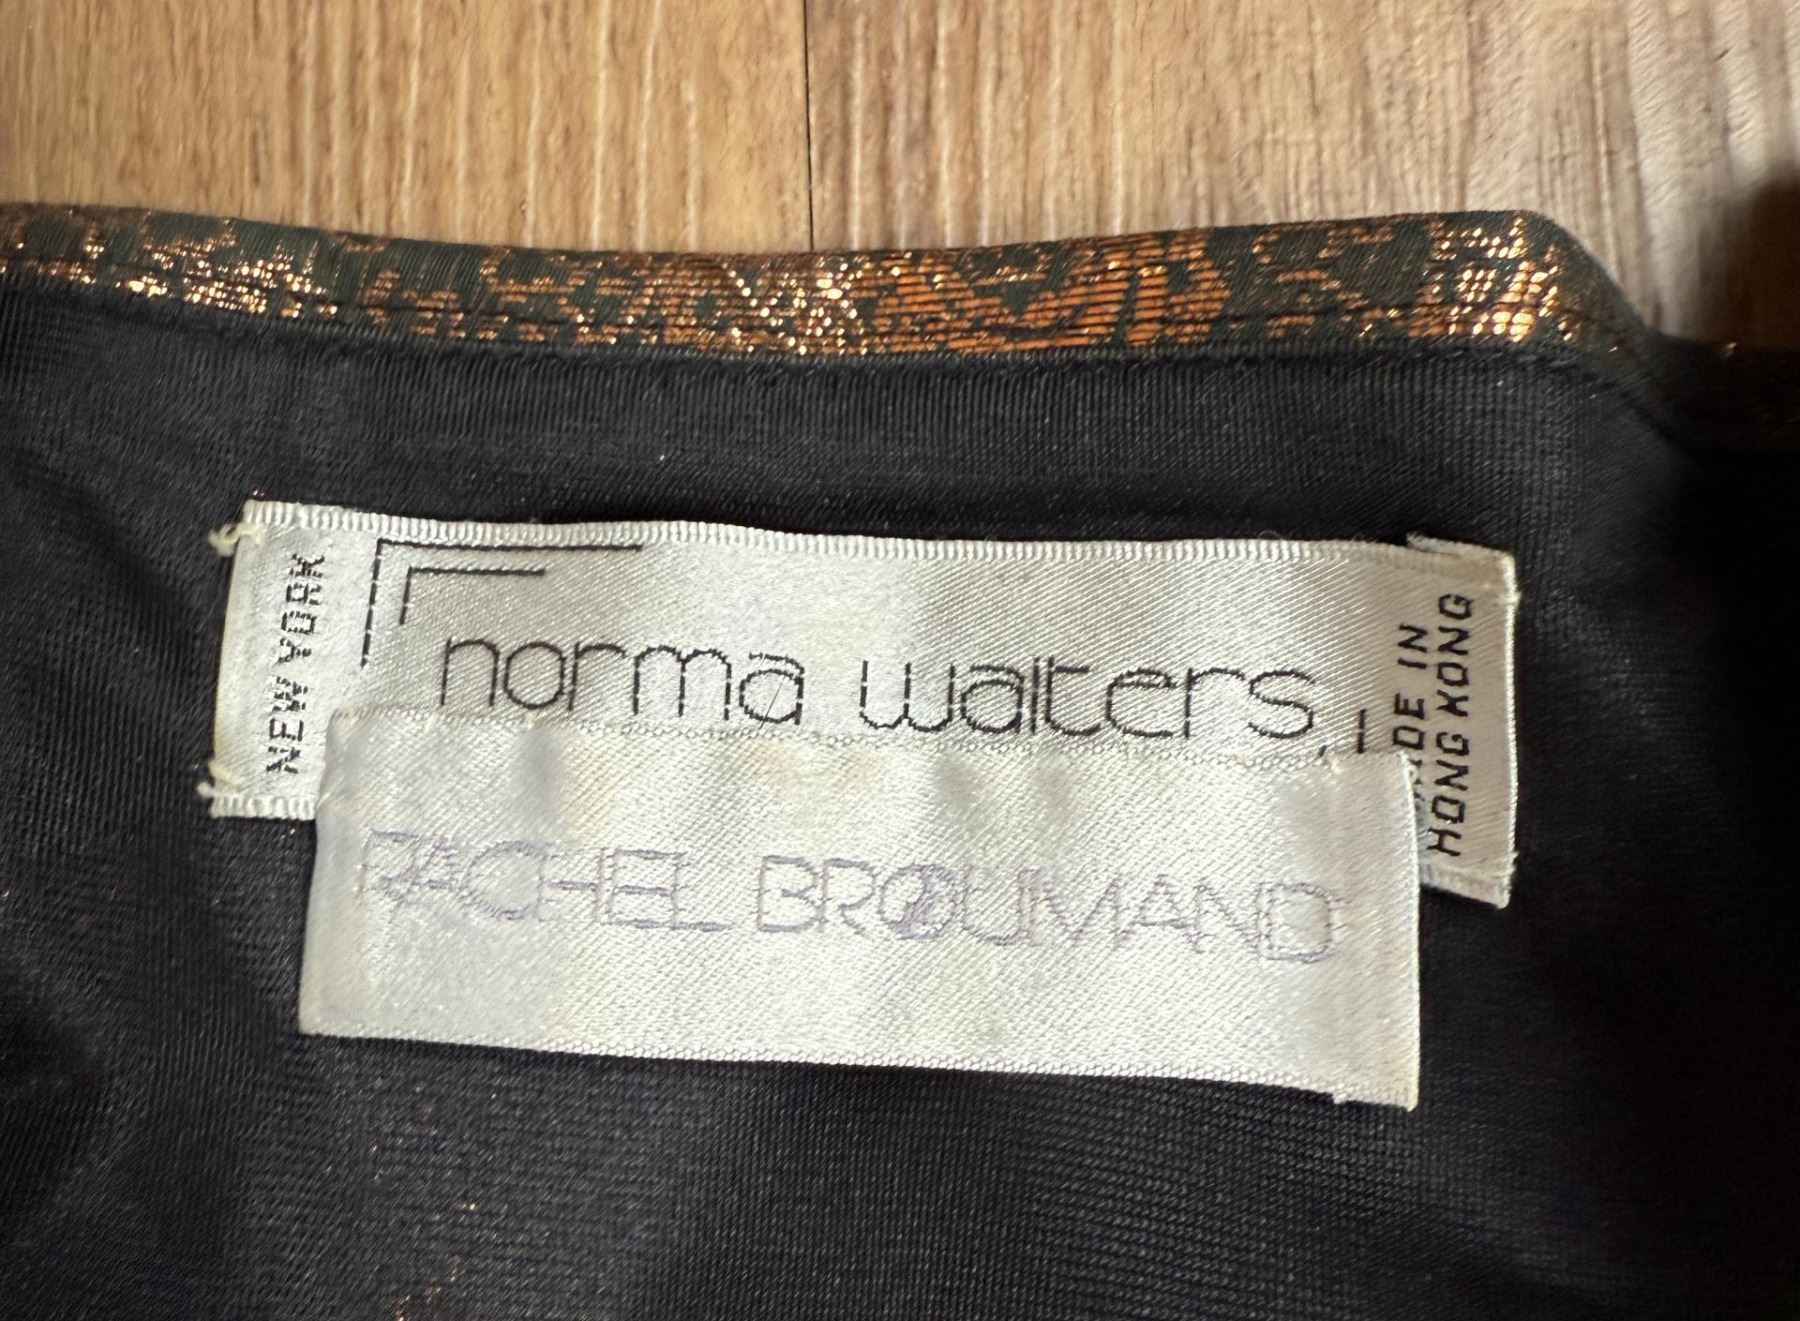 NEW YORK
norma walters
MADE IN
HONG KONG
RACHEL BROUMAND